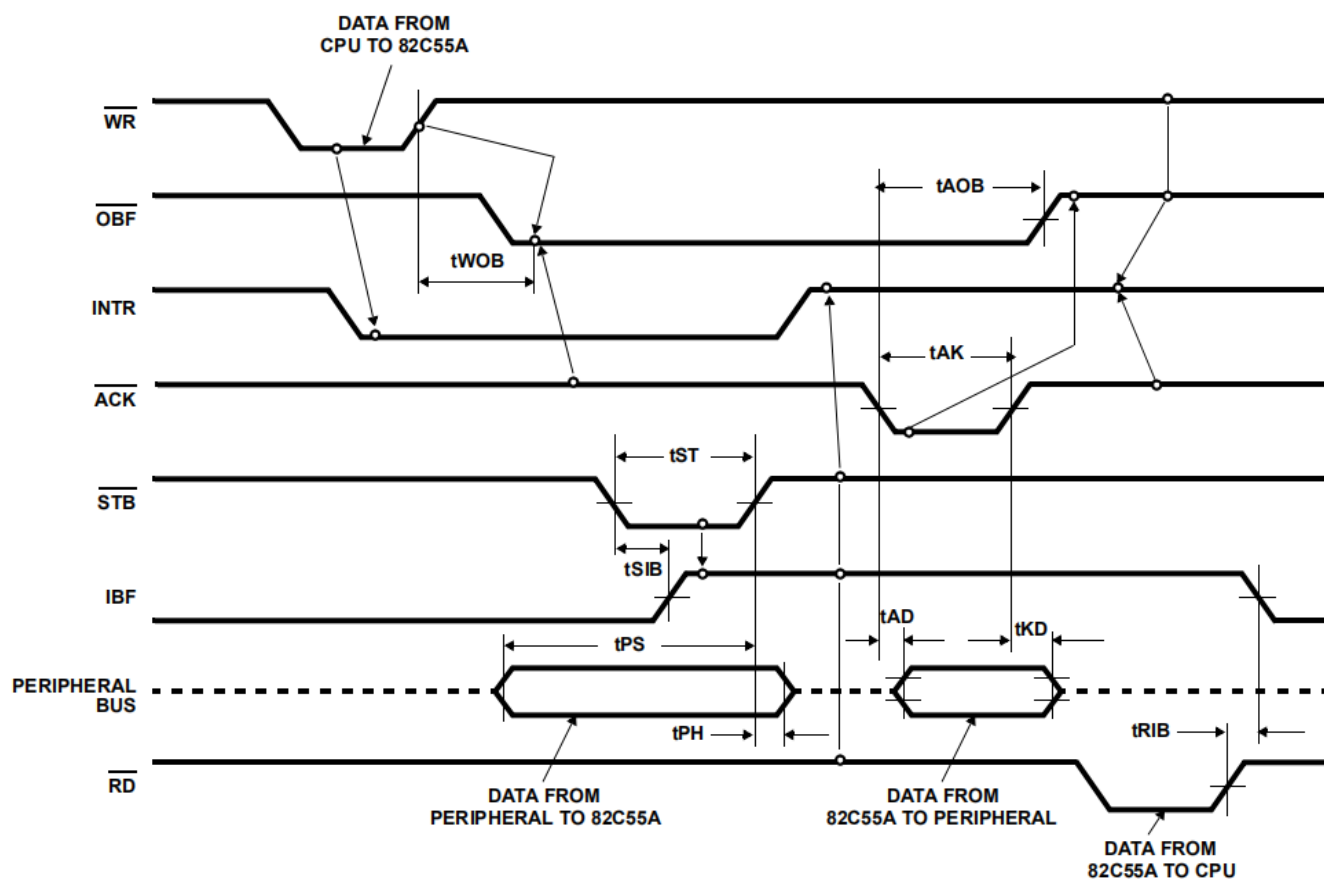 DATA FROM
CPU TO 82C55A
WR
OBF
tAOB
tWOB
INTR
tAK
ACK
tST
STB
tSIB
IBF
tAD
tKD
tPS
PERIPHERAL
BUS
tPH
tRIB
RD
DATA FROM
PERIPHERAL TO 82C55A
DATA FROM
82C55A TO PERIPHERAL
DATA FROM
82C55A TO CPU